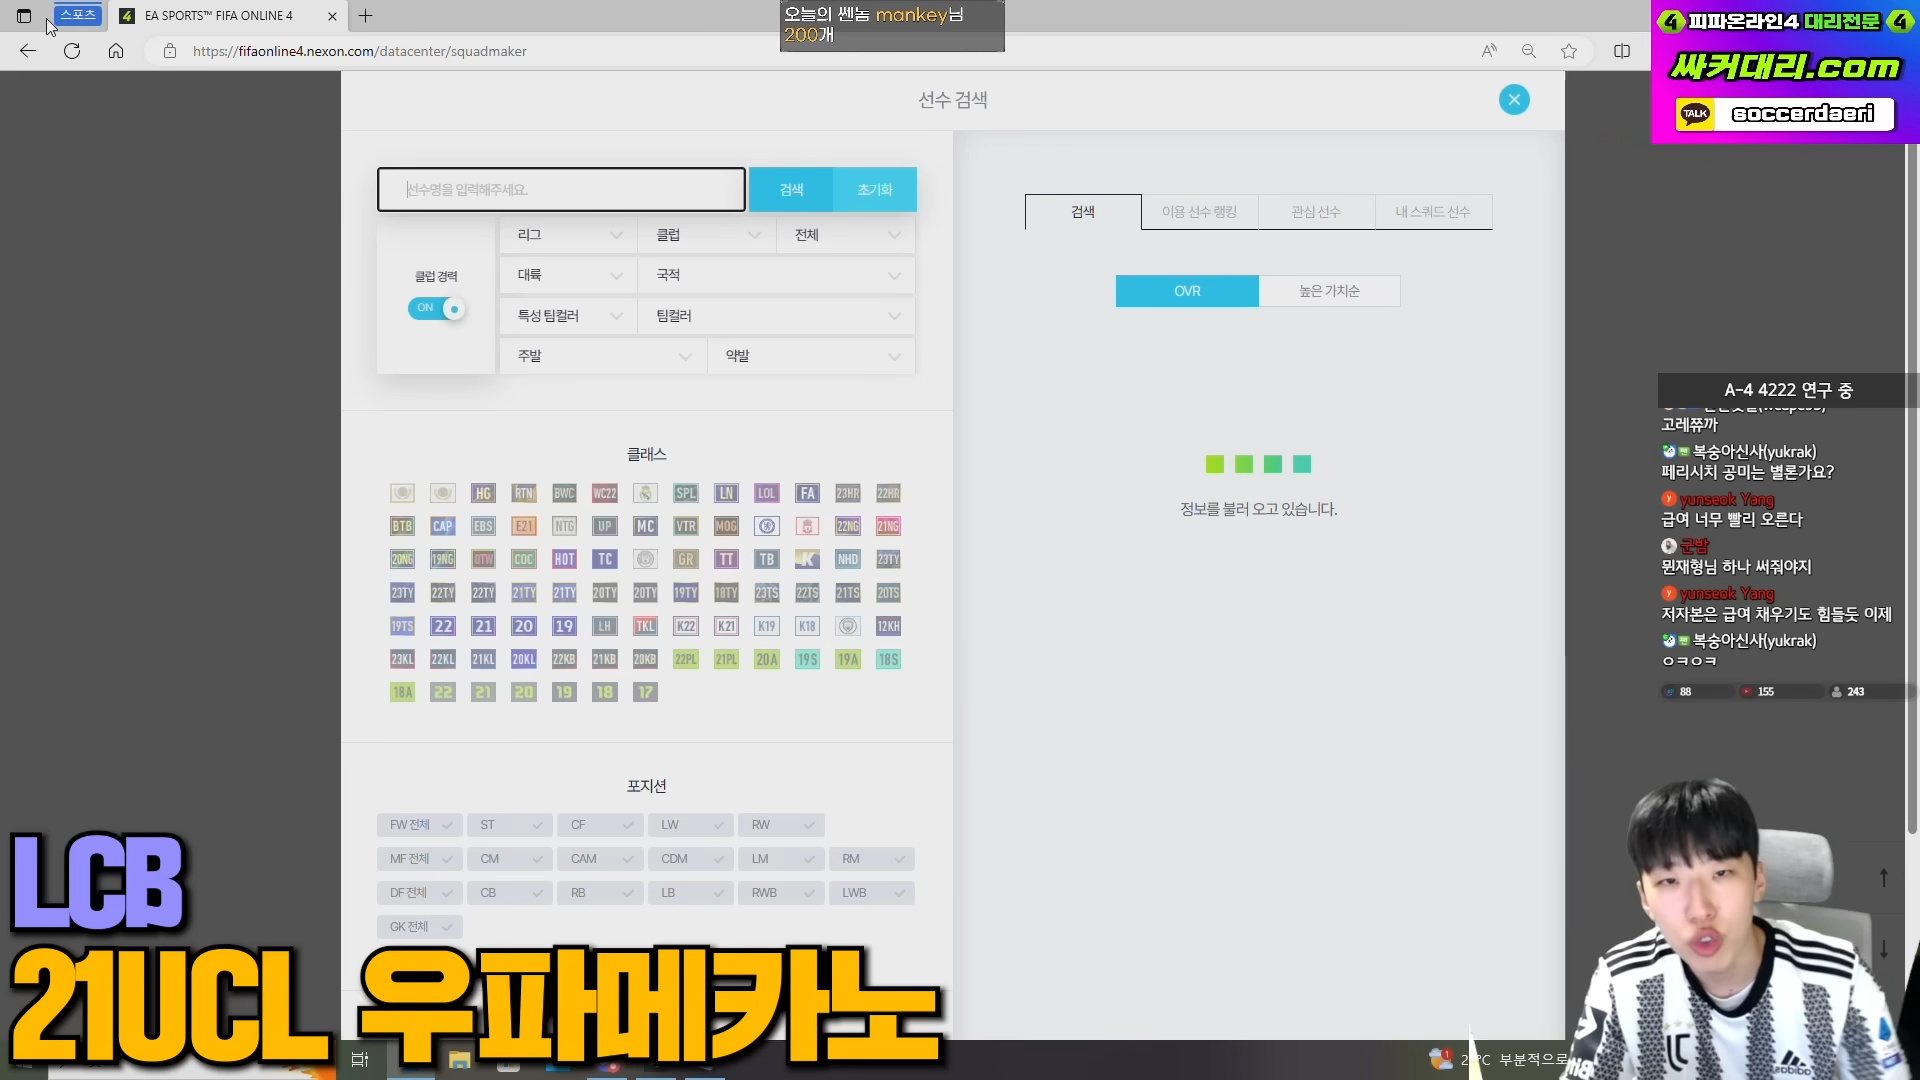 스포츠
EA SPORTS™ FIFA ONLINE 4
https://fifaonline4.nexon.com/datacenter/squadmaker
오늘의 쎈놈 mankey님
200개
피파온라인4 대리전문
싸커대리.com
TALK soccerdaeri
선수 검색
선수명을 입력해주세요.
검색
초기화
클럽 경력
ON
리그
클럽
전체
대륙
국적
특성 팀컬러
팀컬러
주발
약발
검색
이용 선수 랭킹
관심 선수
내 스쿼드 선수
OVR
높은 가치순
정보를 불러 오고 있습니다.
클래스
HG RTN BWC WC22 SPL LN LOL FA 23HR 22HR
BTB CAP EBS E21 NTG UP MC VTR MOG 22NG 21NG
20NG 19NG OTW COC HOT TC GR TT TB K NHD 23TY
23TY 22TY 22TY 21TY 21TY 20TY 20TY 19TY 18TY 23TS 22TS 21TS 20TS
19TS 22 21 20 19 LH TKL K22 K21 K19 K18 12KH
23KL 22KL 21KL 20KL 22KB 21KB 20KB 22PL 21PL 20A 19S 19A 18S
18A 22 21 20 19 18 17
포지션
FW 전체 ST CF LW RW
MF 전체 CM CAM CDM LM RM
DF 전체 CB RB LB RWB LWB
GK 전체
A-4 4222 연구 중
고레쮸까
복숭아신사(yukrak)
페리시치 공미는 별론가요?
yunseok Yang
급여 너무 빨리 오른다
군밤
묀재형님 하나 써줘야지
yunseok Yang
저자본은 급여 채우기도 힘들듯 이제
복숭아신사(yukrak)
ㅇㅋㅇㅋ
88 155 243
LCB
21UCL 우파메카노
부분적으로
adidas